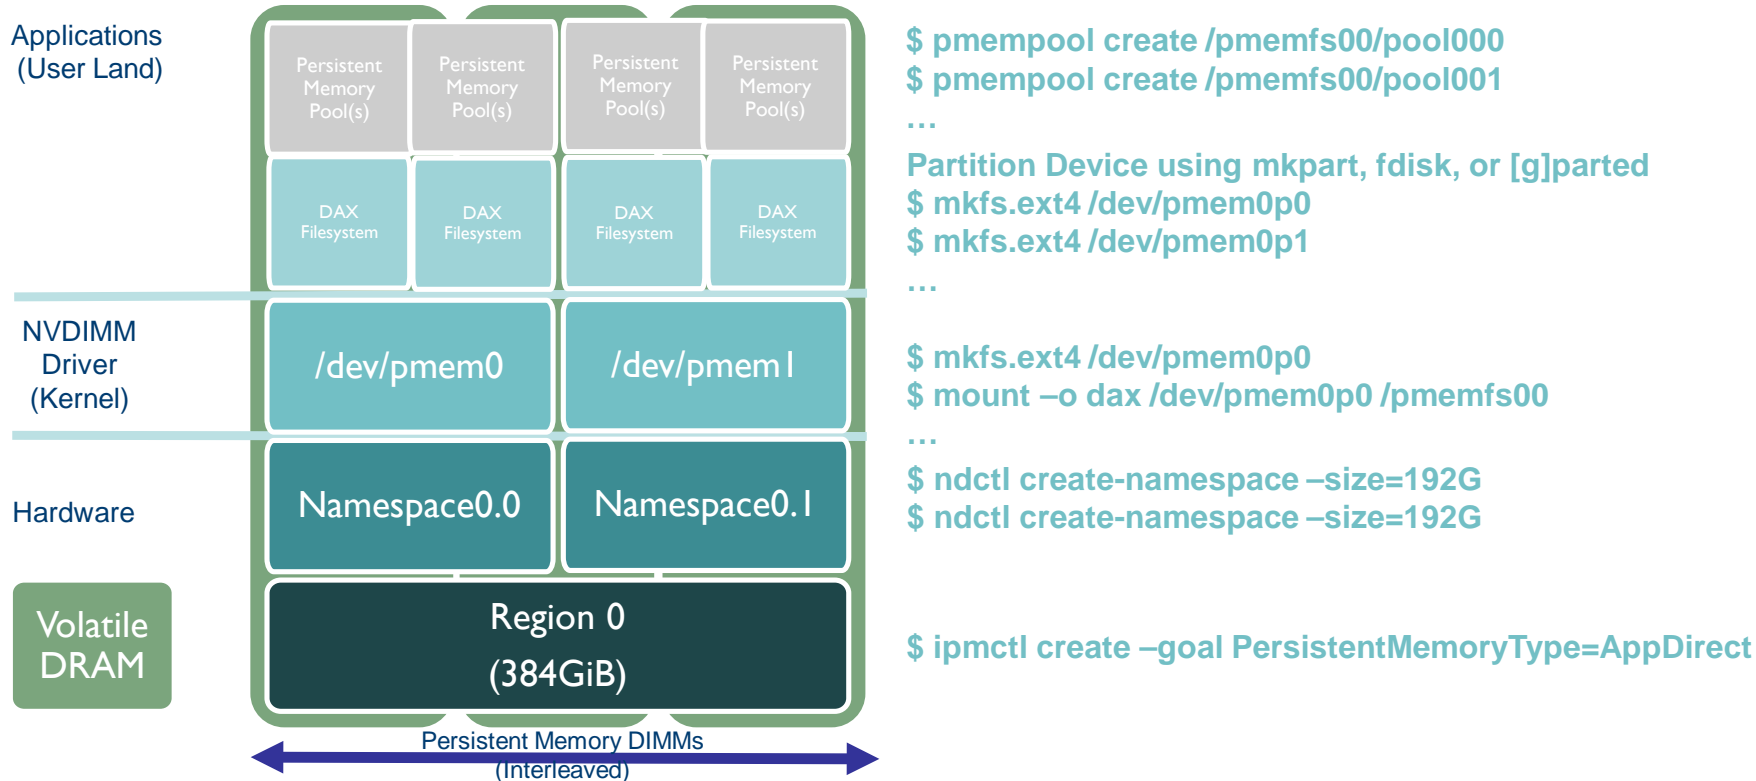 Applications
(User Land)
Persistent
Memory
Pool(s)
Persistent
Memory
Pool(s)
Persistent
Memory
Pool(s)
Persistent
Memory
Pool(s)
DAX
Filesystem
DAX
Filesystem
DAX
Filesystem
DAX
Filesystem
NVDIMM
Driver
(Kernel)
/dev/pmem0
/dev/pmem1
Hardware
Namespace0.0
Namespace0.1
Volatile
DRAM
Region 0
(384GiB)
Persistent Memory DIMMs
(Interleaved)
$ pmempool create /pmemfs00/pool000
$ pmempool create /pmemfs00/pool001
…
Partition Device using mkpart, fdisk, or [g]parted
$ mkfs.ext4 /dev/pmem0p0
$ mkfs.ext4 /dev/pmem0p1
…
$ mkfs.ext4 /dev/pmem0p0
$ mount –o dax /dev/pmem0p0 /pmemfs00
…
$ ndctl create-namespace –size=192G
$ ndctl create-namespace –size=192G
$ ipmctl create –goal PersistentMemoryType=AppDirect